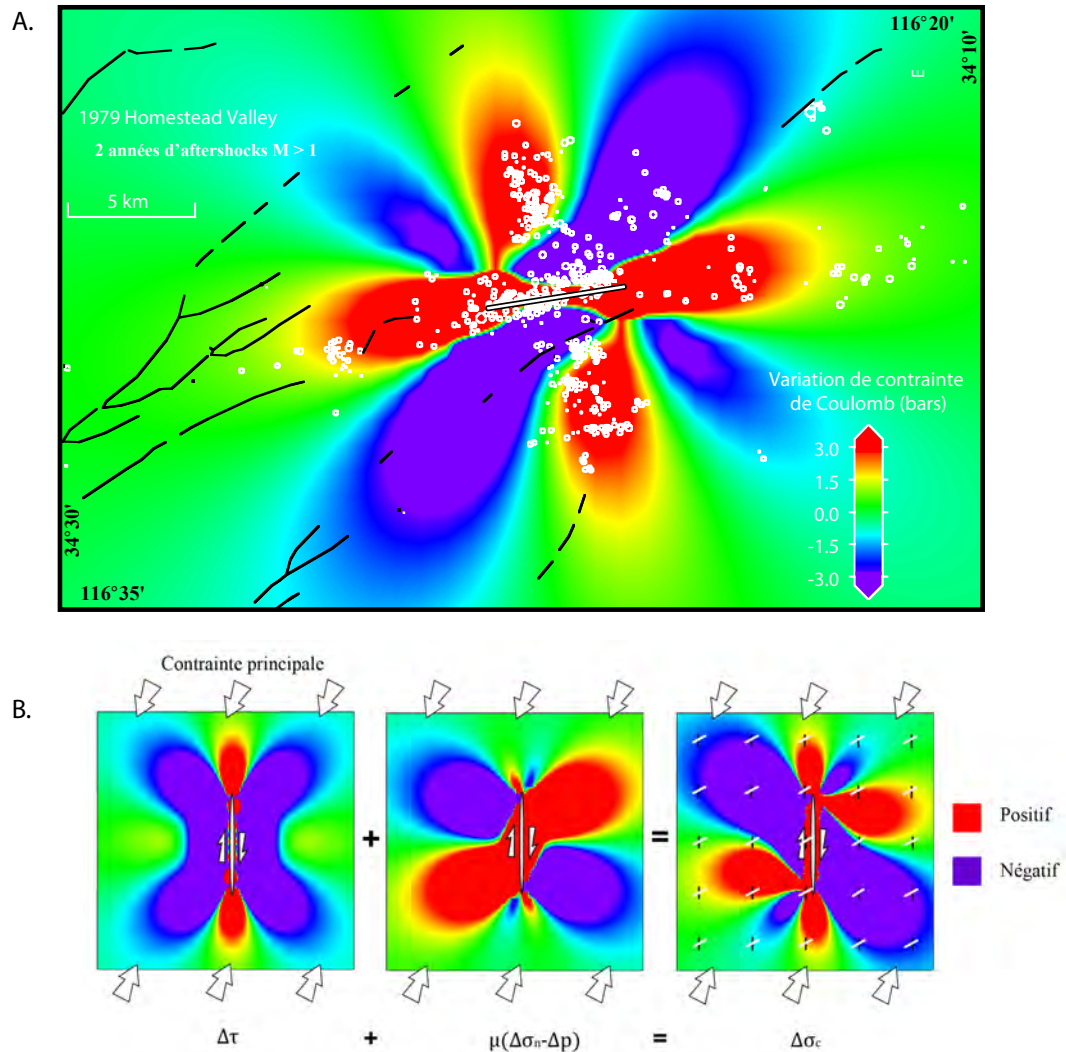 A.
116°20'
34°10'
E
1979 Homestead Valley
2 années d'aftershocks M > 1
5 km
Variation de contrainte
de Coulomb (bars)
3.0
1.5
0.0
-1.5
-3.0
34°30'
116°35'
Contrainte principale
B.
+
=
Positif
Négatif
Δτ + μ(Δσn-Δp) = Δσc